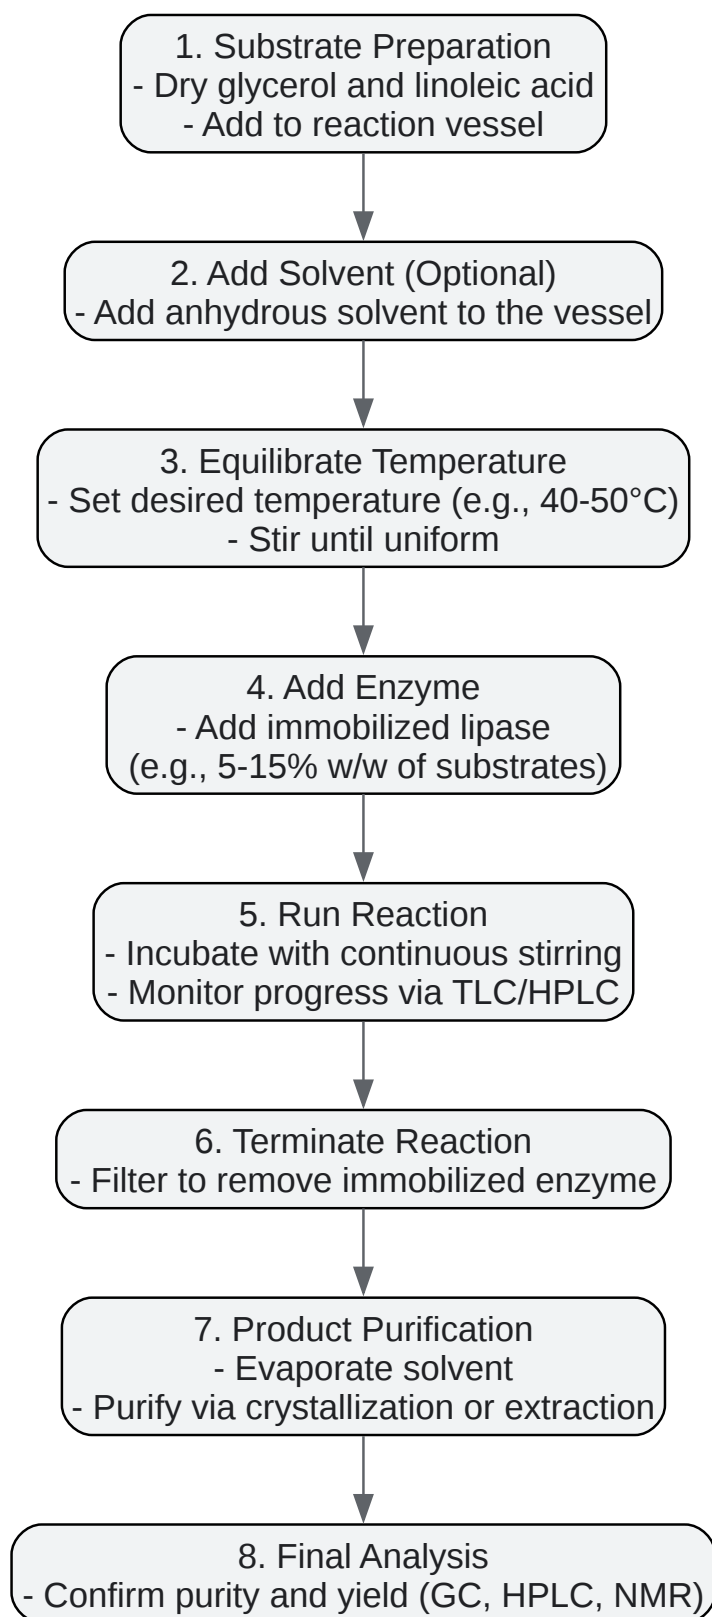 1. Substrate Preparation
- Dry glycerol and linoleic acid
- Add to reaction vessel
2. Add Solvent (Optional)
- Add anhydrous solvent to the vessel
3. Equilibrate Temperature
- Set desired temperature (e.g., 40-50°C)
- Stir until uniform
4. Add Enzyme
- Add immobilized lipase
(e.g., 5-15% w/w of substrates)
5. Run Reaction
- Incubate with continuous stirring
- Monitor progress via TLC/HPLC
6. Terminate Reaction
- Filter to remove immobilized enzyme
7. Product Purification
- Evaporate solvent
- Purify via crystallization or extraction
8. Final Analysis
- Confirm purity and yield (GC, HPLC, NMR)